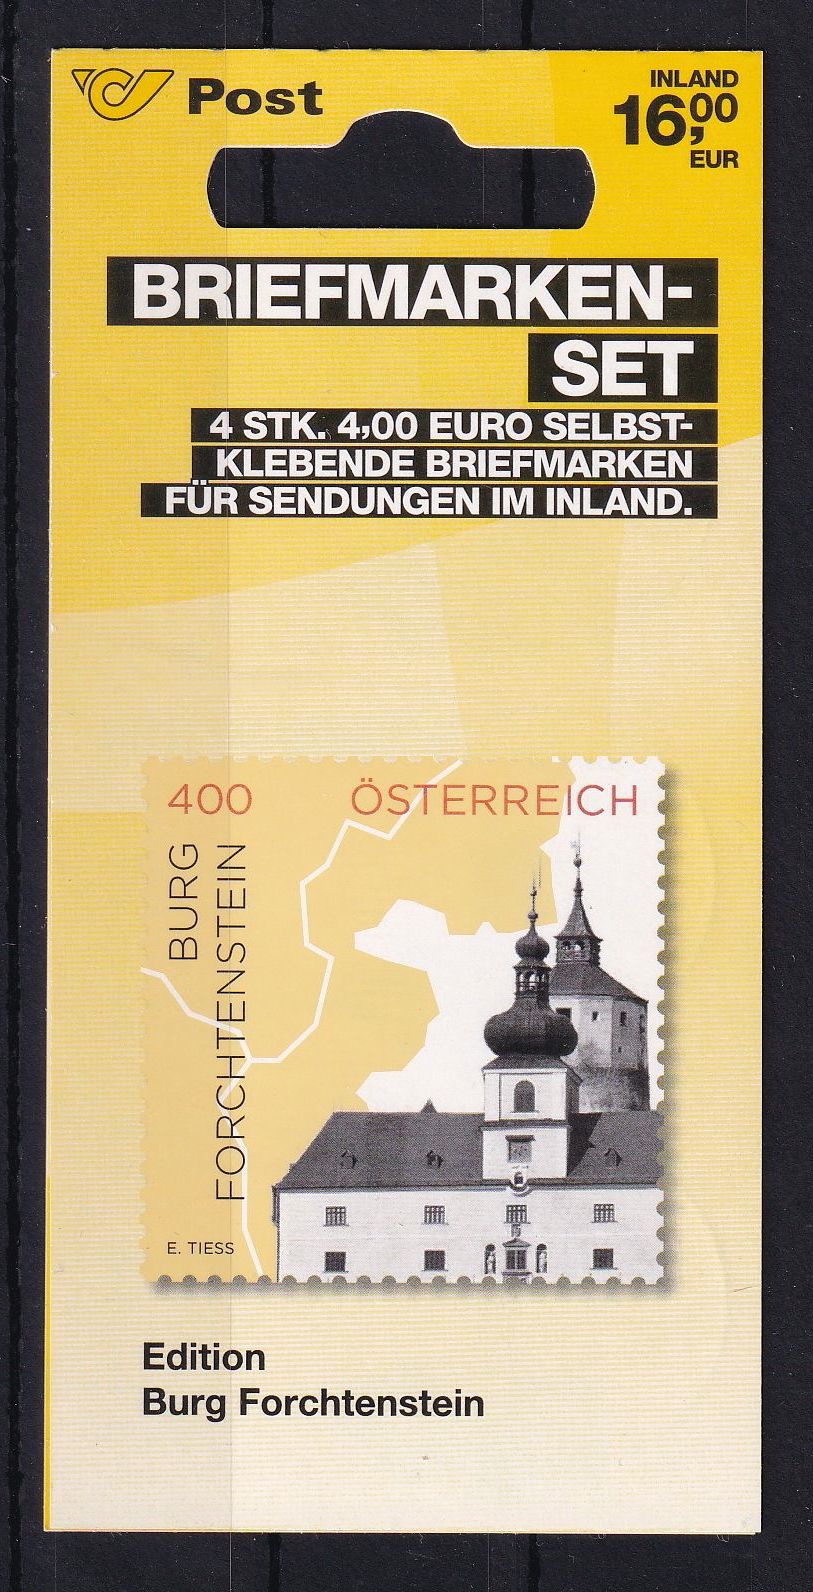 Post
INLAND
16,00
EUR
BRIEFMARKEN-
SET
4 STK. 4,00 EURO SELBST-
KLEBENDE BRIEFMARKEN
FÜR SENDUNGEN IM INLAND.
400 ÖSTERREICH
BURG
FORCHTENSTEIN
E. TIESS
Edition
Burg Forchtenstein